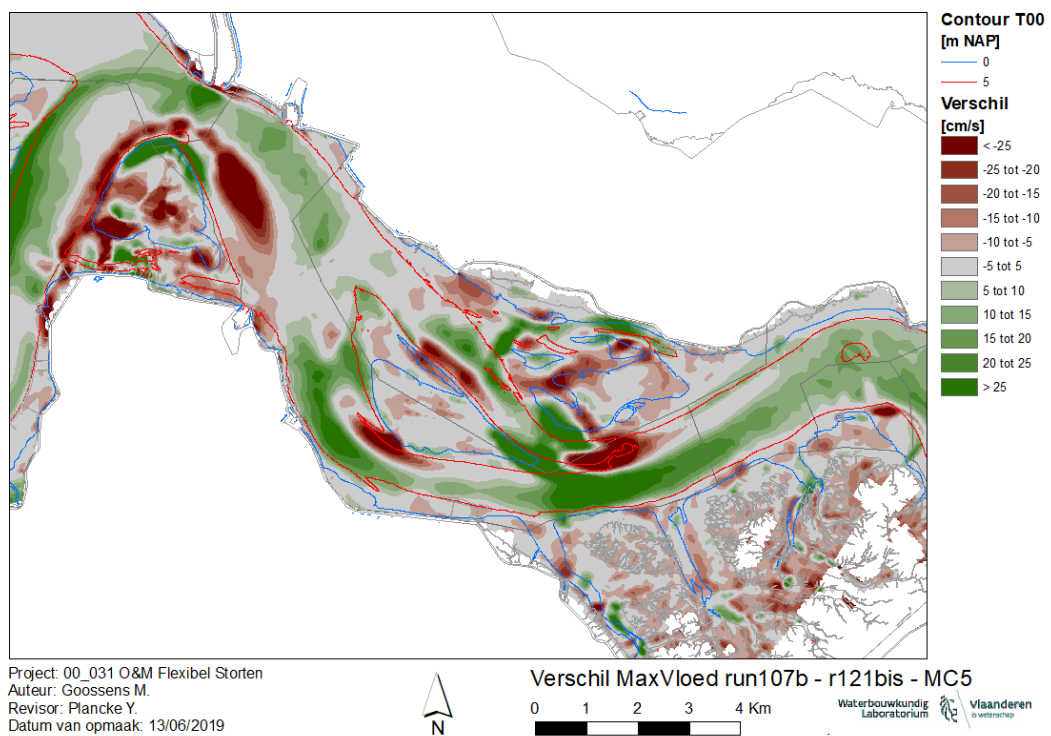 Contour T00
[m NAP]
0
5
Verschil
[cm/s]
< -25
-25 tot -20
-20 tot -15
-15 tot -10
-10 tot -5
-5 tot 5
5 tot 10
10 tot 15
15 tot 20
20 tot 25
> 25
Project: 00_031 O&M Flexibel Storten
Auteur: Goossens M.
Revisor: Plancke Y.
Datum van opmaak: 13/06/2019
N
Verschil MaxVloed run107b - r121bis - MC5
0 1 2 3 4 Km
Waterbouwkundig
Laboratorium
Vlaanderen
is wetenschap